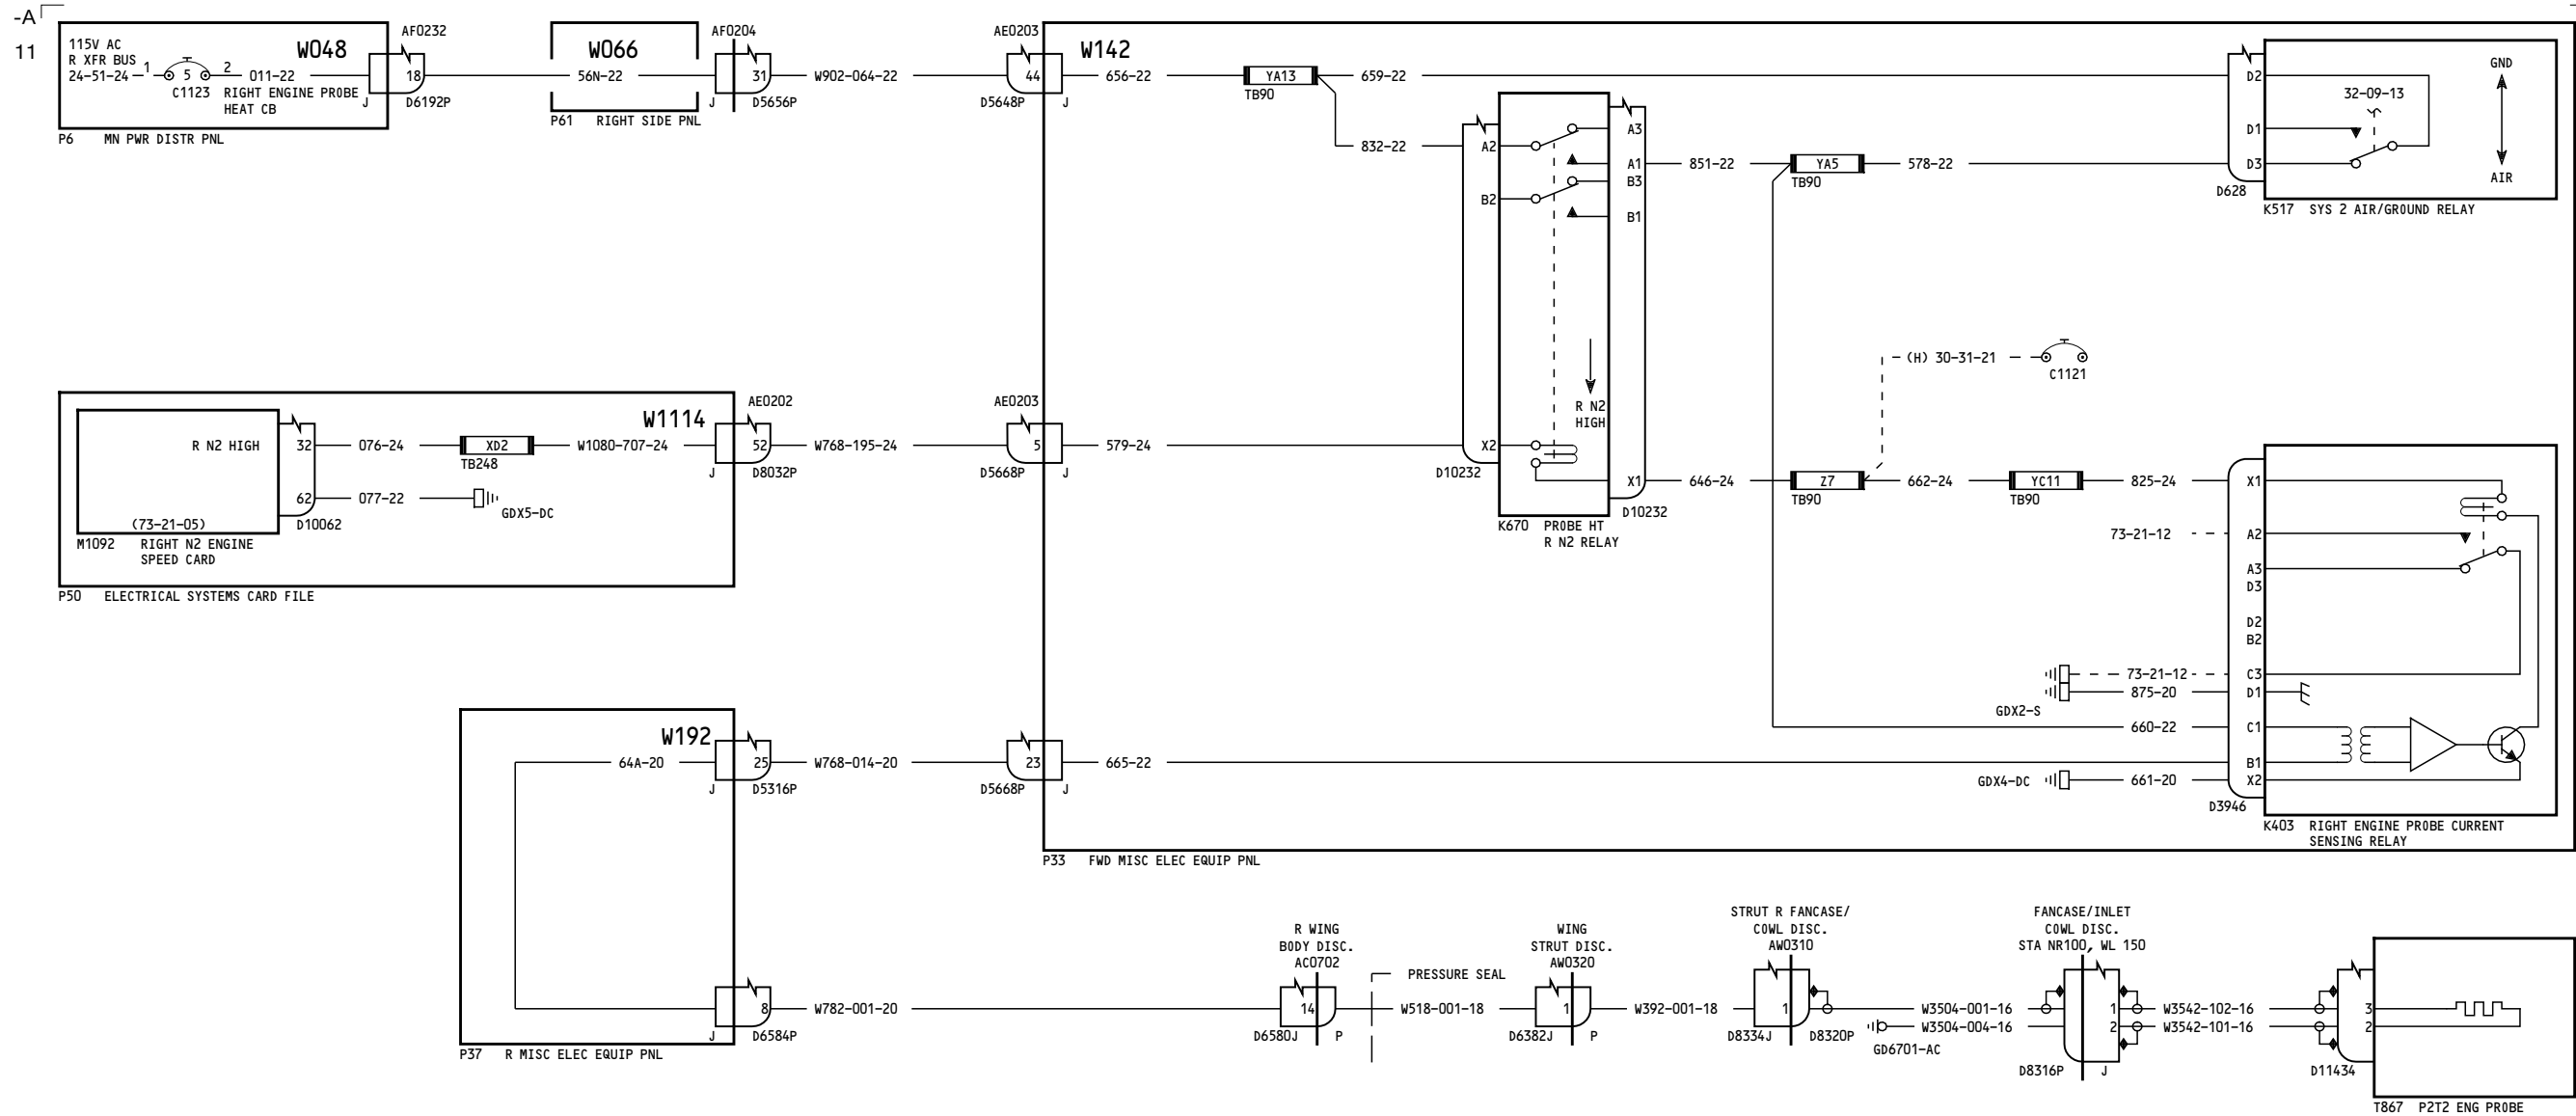 -A
11
115V AC
R XFR BUS
24-51-24
1
5
2
C1123
011-22
RIGHT ENGINE PROBE
HEAT CB
W048
AF0232
18
J
D6192P
P6 MN PWR DISTR PNL
W066
56N-22
P61 RIGHT SIDE PNL
AF0204
31
J
D5656P
W902-064-22
AE0203
44
D5648P
J
W142
656-22
YA13
TB90
659-22
832-22
A2
B2
A3
A1
B3
B1
851-22
YA5
TB90
578-22
D2
D1
D3
D628
32-09-13
GND
AIR
K517 SYS 2 AIR/GROUND RELAY
R N2
HIGH
X2
D10232
X1
D10232
K670 PROBE HT
R N2 RELAY
(H) 30-31-21
C1121
R N2 HIGH
32
62
(73-21-05)
D10062
M1092 RIGHT N2 ENGINE
SPEED CARD
076-24
XD2
TB248
W1080-707-24
077-22
GDX5-DC
W1114
AE0202
52
J
D8032P
P50 ELECTRICAL SYSTEMS CARD FILE
W768-195-24
AE0203
5
D5668P
J
579-24
646-24
Z7
TB90
662-24
YC11
TB90
825-24
X1
73-21-12
A2
A3
D3
D2
B2
73-21-12
C3
875-20
D1
GDX2-S
660-22
C1
B1
GDX4-DC
661-20
X2
D3946
K403 RIGHT ENGINE PROBE CURRENT
SENSING RELAY
W192
64A-20
25
J
D5316P
W768-014-20
23
D5668P
J
665-22
P33 FWD MISC ELEC EQUIP PNL
8
J
D6584P
P37 R MISC ELEC EQUIP PNL
W782-001-20
R WING
BODY DISC.
AC0702
14
D6580J
P
PRESSURE SEAL
W518-001-18
WING
STRUT DISC.
AW0320
1
D6382J
P
W392-001-18
STRUT R FANCASE/
COWL DISC.
AW0310
1
D8334J
D8320P
W3504-001-16
W3504-004-16
GD6701-AC
FANCASE/INLET
COWL DISC.
STA NR100, WL 150
1
2
D8316P
J
W3542-102-16
W3542-101-16
3
2
D11434
T867 P2T2 ENG PROBE